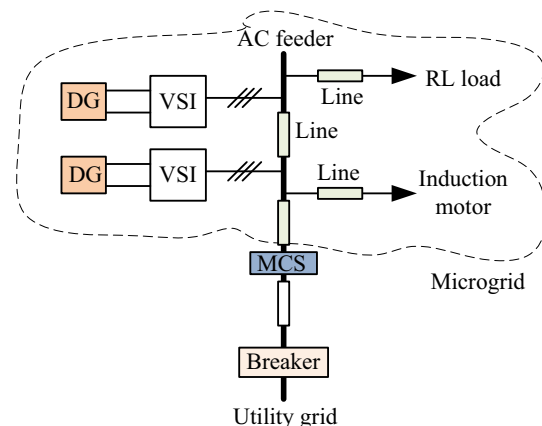 AC feeder
DG
VSI
Line
RL load
Line
DG
VSI
Line
Induction
motor
MCS
Microgrid
Breaker
Utility grid